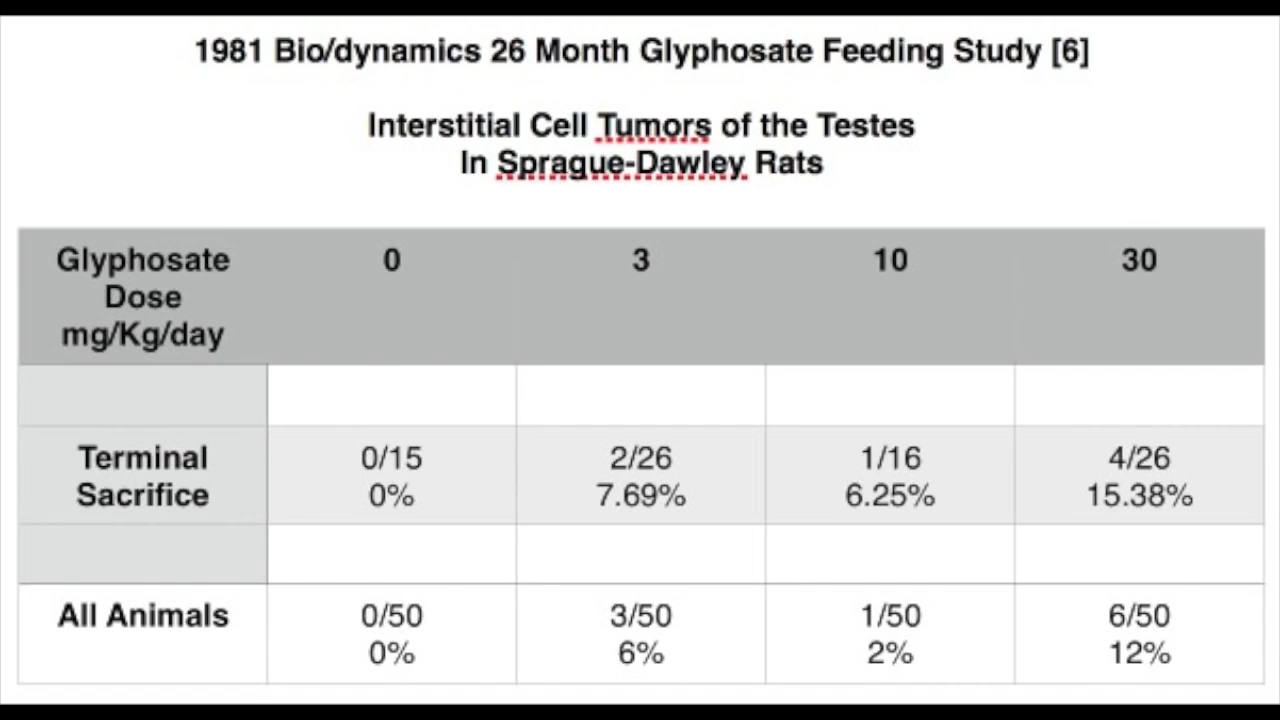 1981 Bio/dynamics 26 Month Glyphosate Feeding Study [6]
Interstitial Cell Tumors of the Testes
In Sprague-Dawley Rats
Glyphosate Dose mg/Kg/day 0 3 10 30
Terminal Sacrifice 0/15 2/26 1/16 4/26
0% 7.69% 6.25% 15.38%
All Animals 0/50 3/50 1/50 6/50
0% 6% 2% 12%